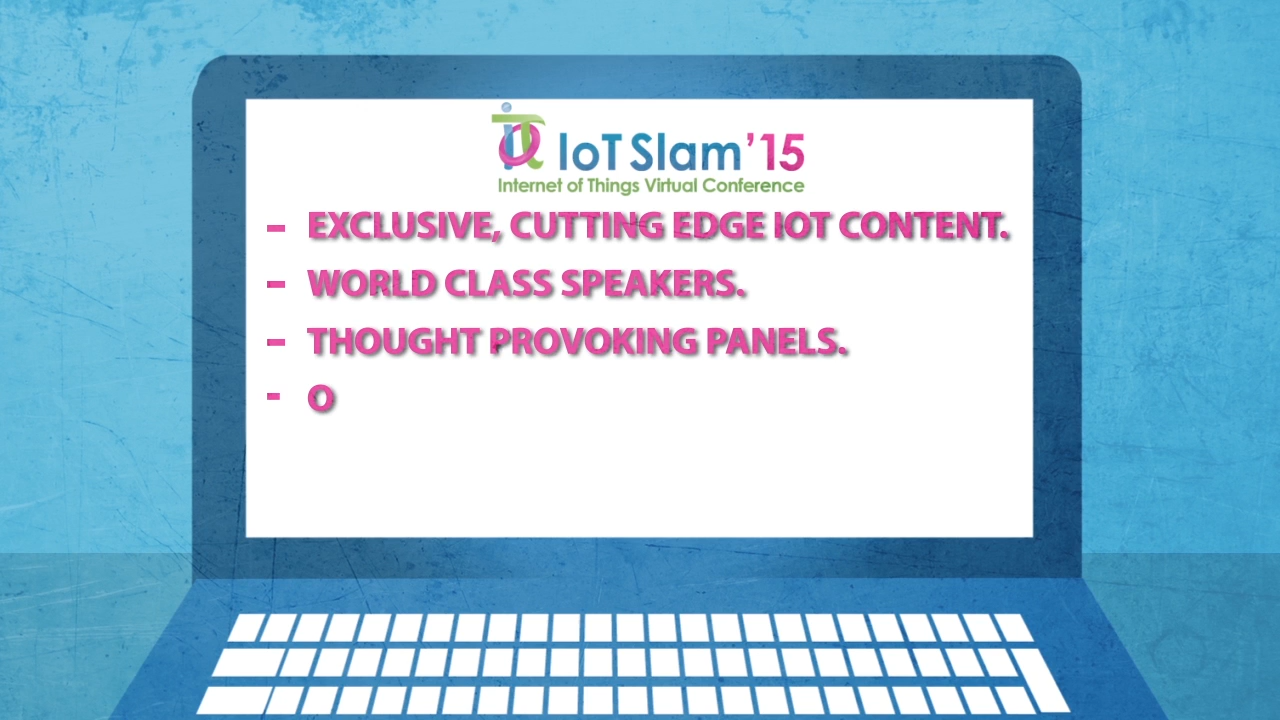 IoT Slam'15
Internet of Things Virtual Conference
- EXCLUSIVE, CUTTING EDGE IOT CONTENT.
- WORLD CLASS SPEAKERS.
- THOUGHT PROVOKING PANELS.
- O